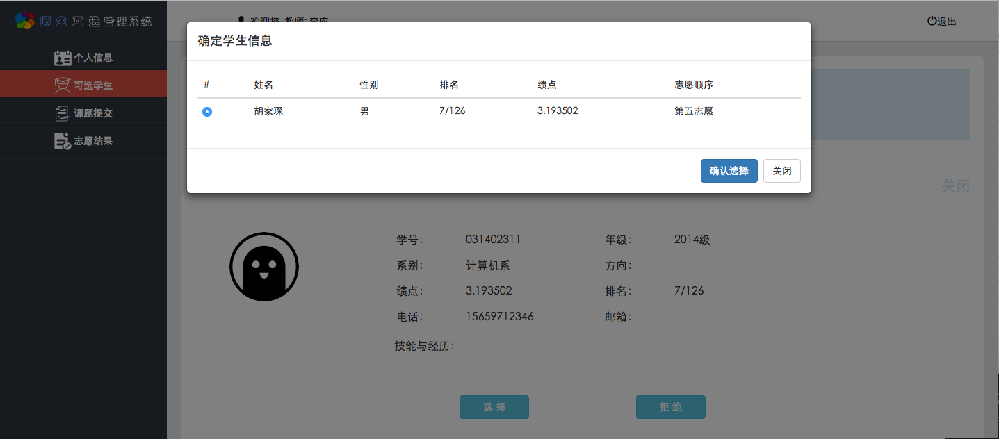 师生互选管理系统
欢迎您 教师: 李应
退出
个人信息
可选学生
课题提交
志愿结果
确定学生信息
# 姓名 性别 排名 绩点 志愿顺序
胡家琛 男 7/126 3.193502 第五志愿
确认选择 关闭
关闭
学号： 031402311 年级： 2014级
系别： 计算机系 方向：
绩点： 3.193502 排名： 7/126
电话： 15659712346 邮箱：
技能与经历：
选 择 拒 绝